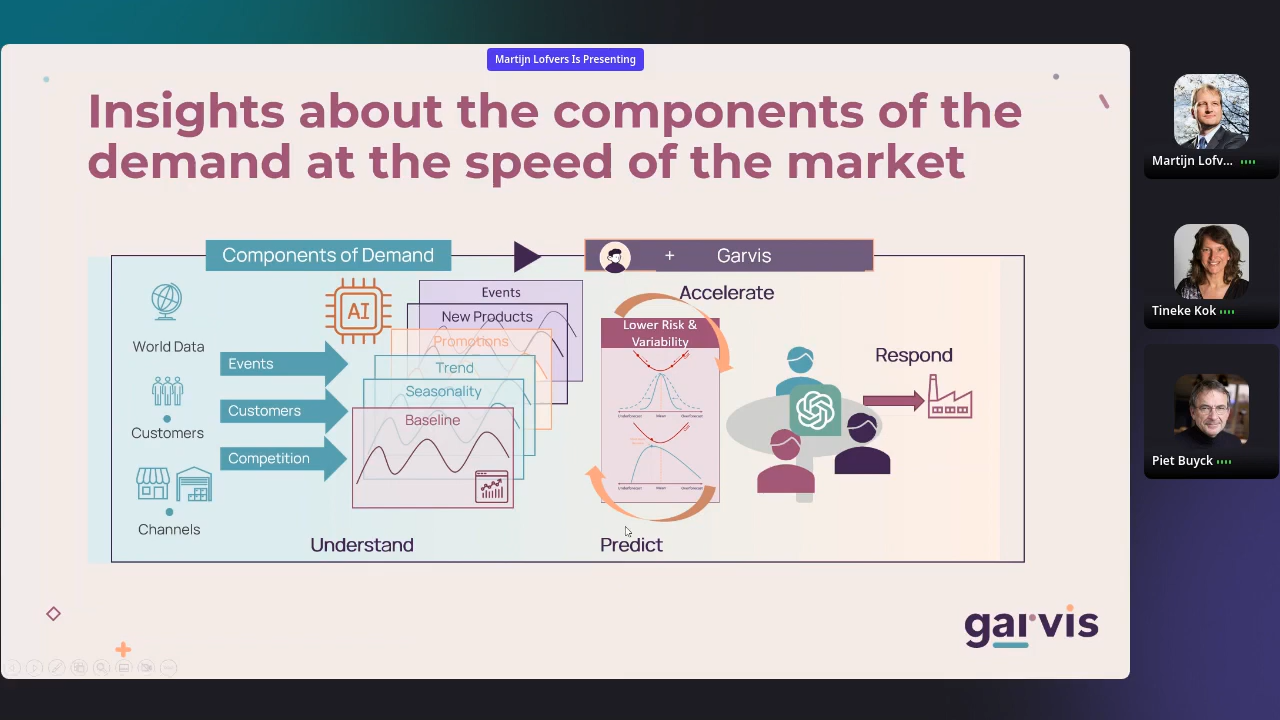 Martijn Lofvers Is Presenting
Insights about the components of the
demand at the speed of the market
Components of Demand
+ Garvis
World Data
Customers
Channels
Events
Customers
Competition
AI
Events
New Products
Promotions
Trend
Seasonality
Baseline
Understand
Accelerate
Lower Risk &
Variability
Predict
Respond
garvis
Martijn Lofv...
Tineke Kok
Piet Buyck